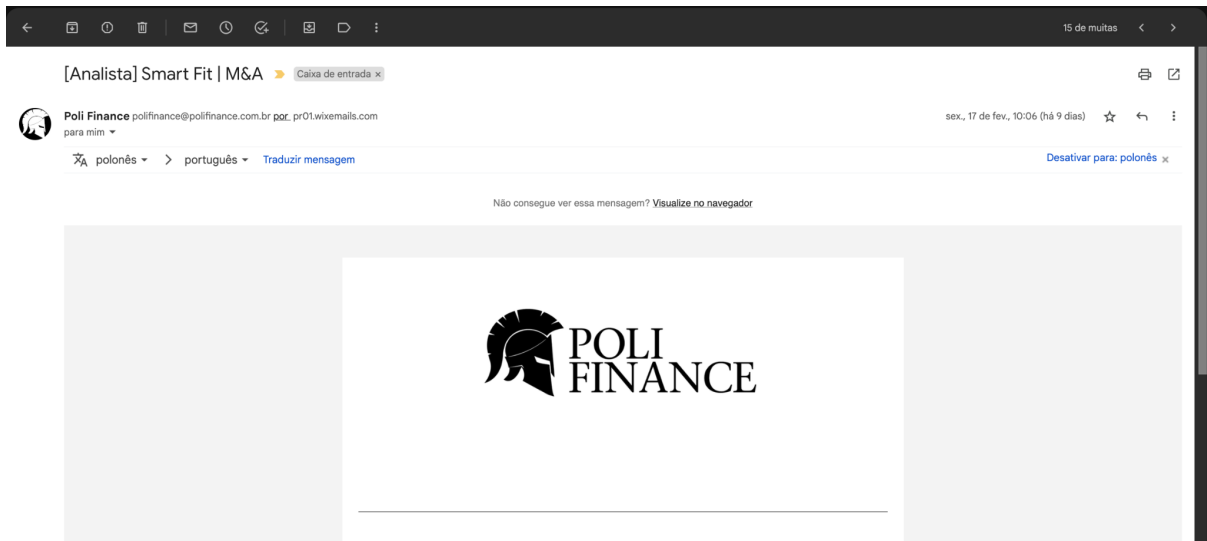 15 de muitas
[Analista] Smart Fit | M&A Caixa de entrada ×
Poli Finance polifinance@polifinance.com.br por pr01.wixemails.com sex., 17 de fev., 10:06 (há 9 dias)
para mim
polonês > português Traduzir mensagem Desativar para: polonês ×
Não consegue ver essa mensagem? Visualize no navegador
POLI
FINANCE